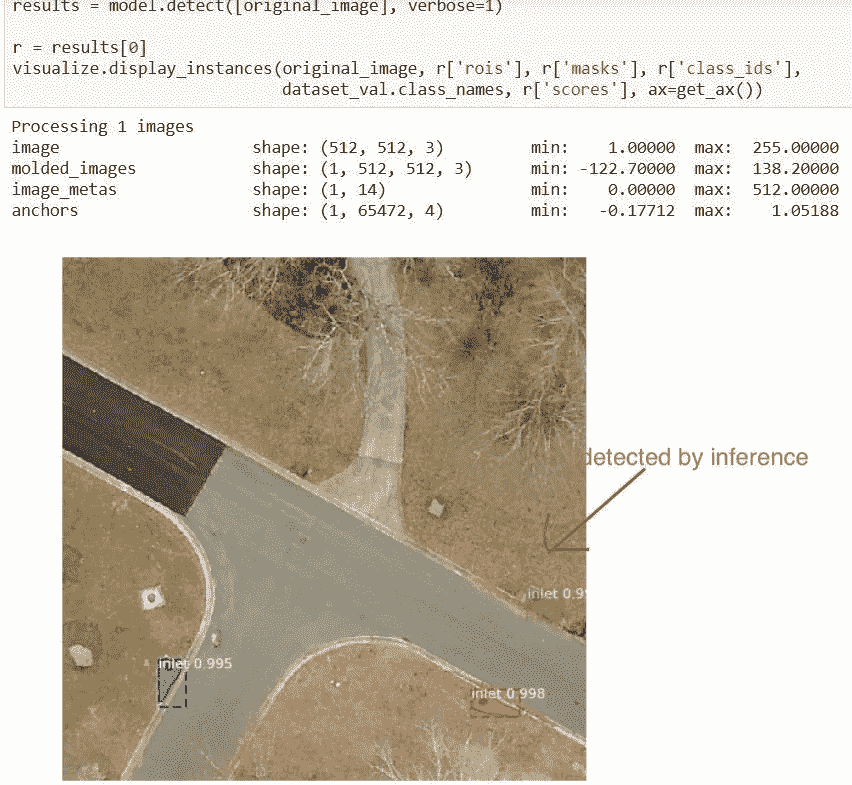 results = model.detect([original_image], verbose=1)
r = results[0]
visualize.display_instances(original_image, r['rois'], r['masks'], r['class_ids'],
dataset_val.class_names, r['scores'], ax=get_ax())
Processing 1 images
image shape: (512, 512, 3) min: 1.00000 max: 255.00000
molded_images shape: (1, 512, 512, 3) min: -122.70000 max: 138.20000
image_metas shape: (1, 14) min: 0.00000 max: 512.00000
anchors shape: (1, 65472, 4) min: -0.17712 max: 1.05188
detected by inference
inlet 0.9
inlet 0.995
inlet 0.998